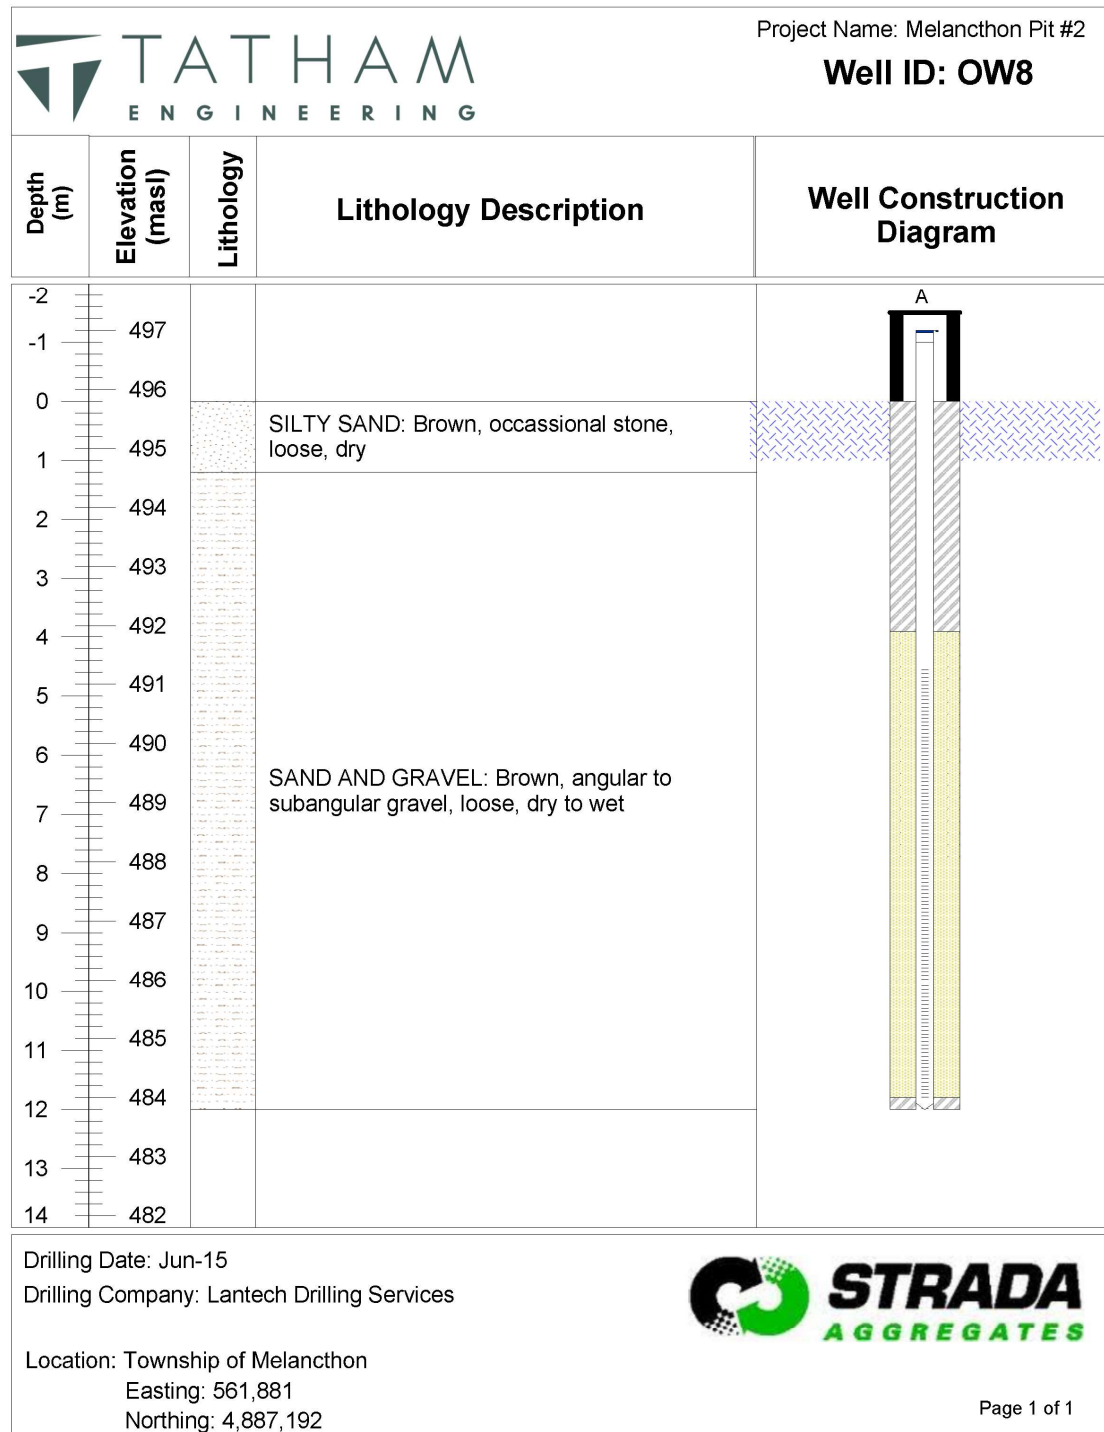 TATHAM
ENGINEERING
Project Name: Melancthon Pit #2
Well ID: OW8
Depth
(m)
Elevation
(masl)
Lithology
Lithology Description
Well Construction
Diagram
-2
A
497
-1
496
0
SILTY SAND: Brown, occassional stone,
loose, dry
495
1
494
2
493
3
492
4
491
5
490
6
SAND AND GRAVEL: Brown, angular to
subangular gravel, loose, dry to wet
489
7
488
8
487
9
486
10
485
11
484
12
483
13
14
482
Drilling Date: Jun-15
Drilling Company: Lantech Drilling Services
STRADA
AGGREGATES
Location: Township of Melancthon
Easting: 561,881
Northing: 4,887,192
Page 1 of 1